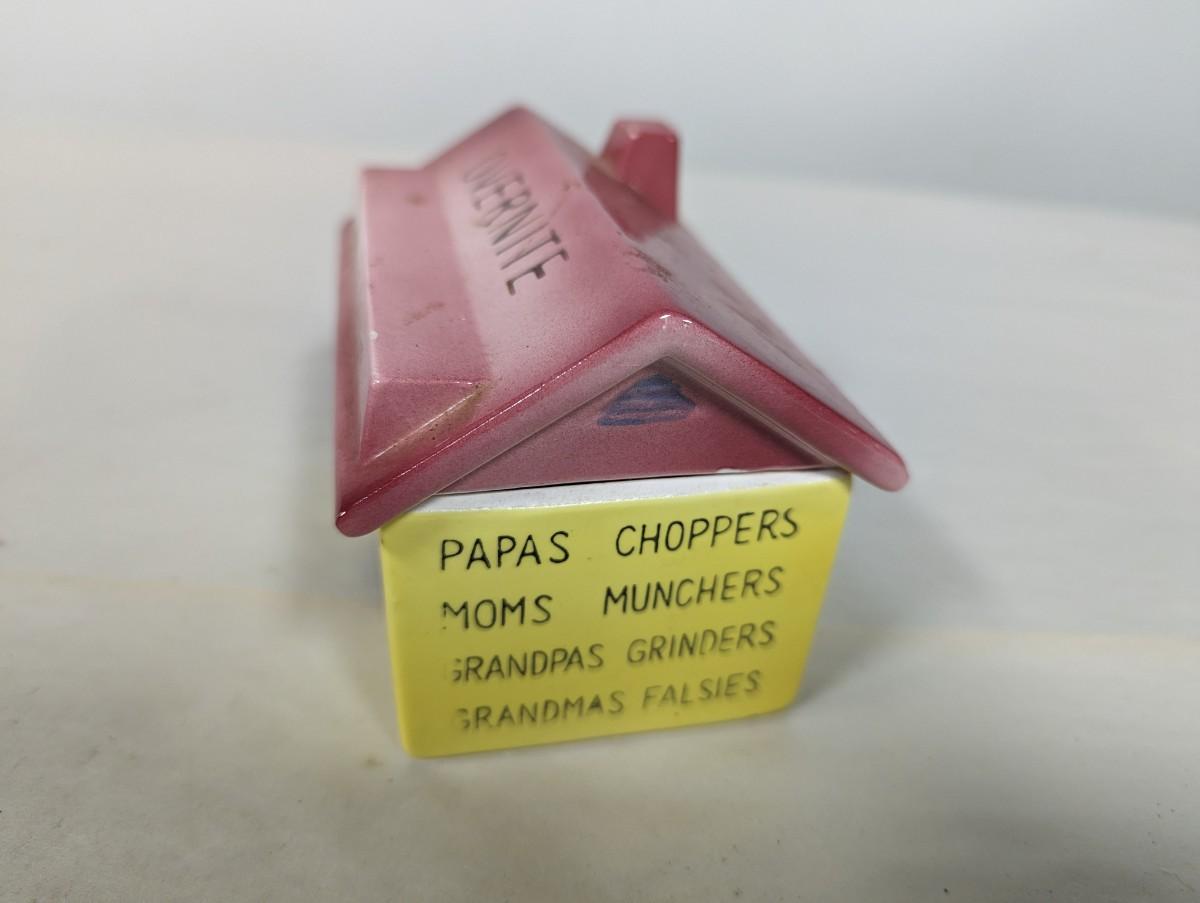 OVERNITE
PAPAS CHOPPERS
MOMS MUNCHERS
GRANDPAS GRINDERS
GRANDMAS FALSIES